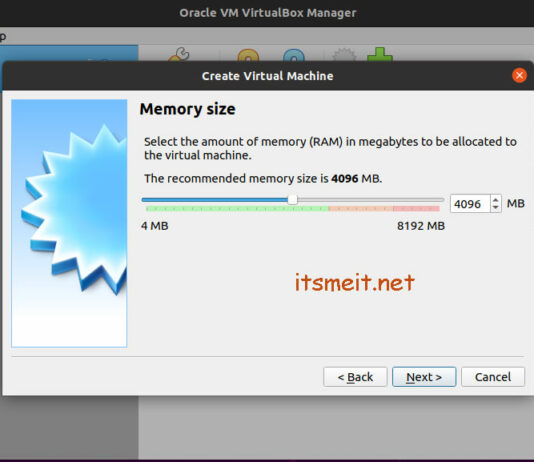 Oracle VM VirtualBox Manager
p
Create Virtual Machine
Memory size
Select the amount of memory (RAM) in megabytes to be allocated to
the virtual machine.
The recommended memory size is 4096 MB.
4096 MB
4 MB 8192 MB
itsmeit.net
< Back Next > Cancel